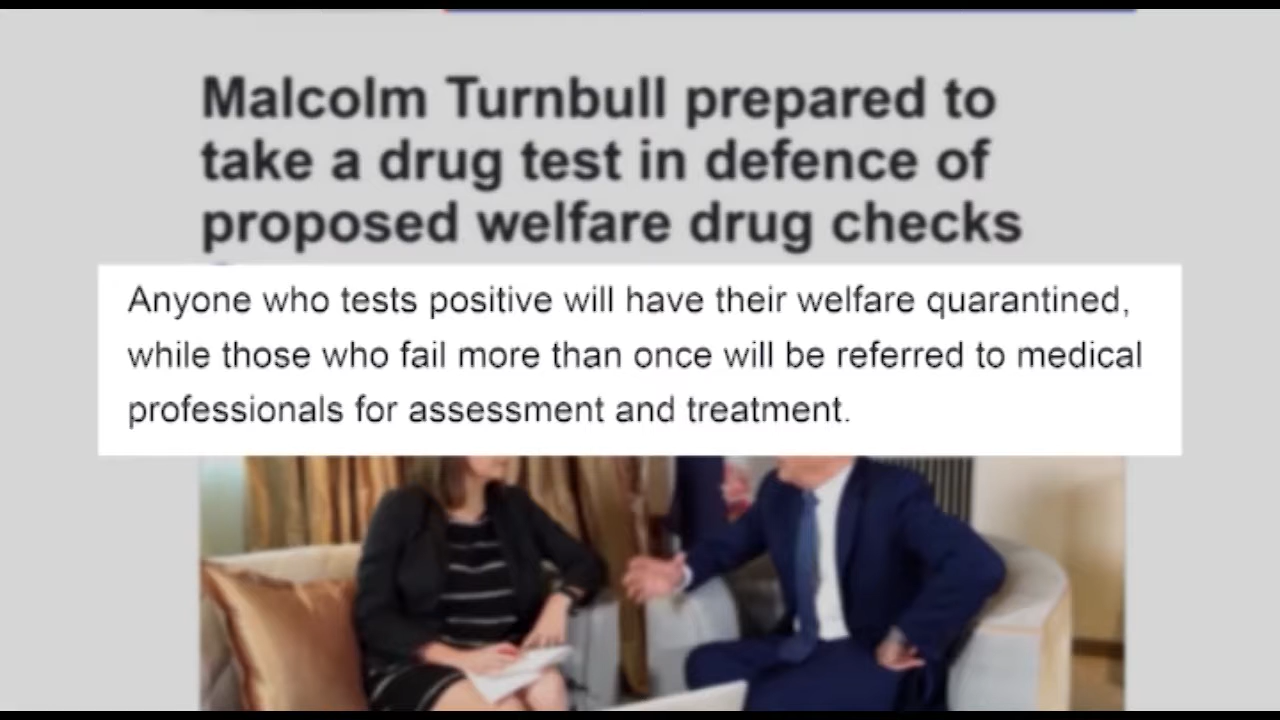 Malcolm Turnbull prepared to
take a drug test in defence of
proposed welfare drug checks
Anyone who tests positive will have their welfare quarantined,
while those who fail more than once will be referred to medical
professionals for assessment and treatment.